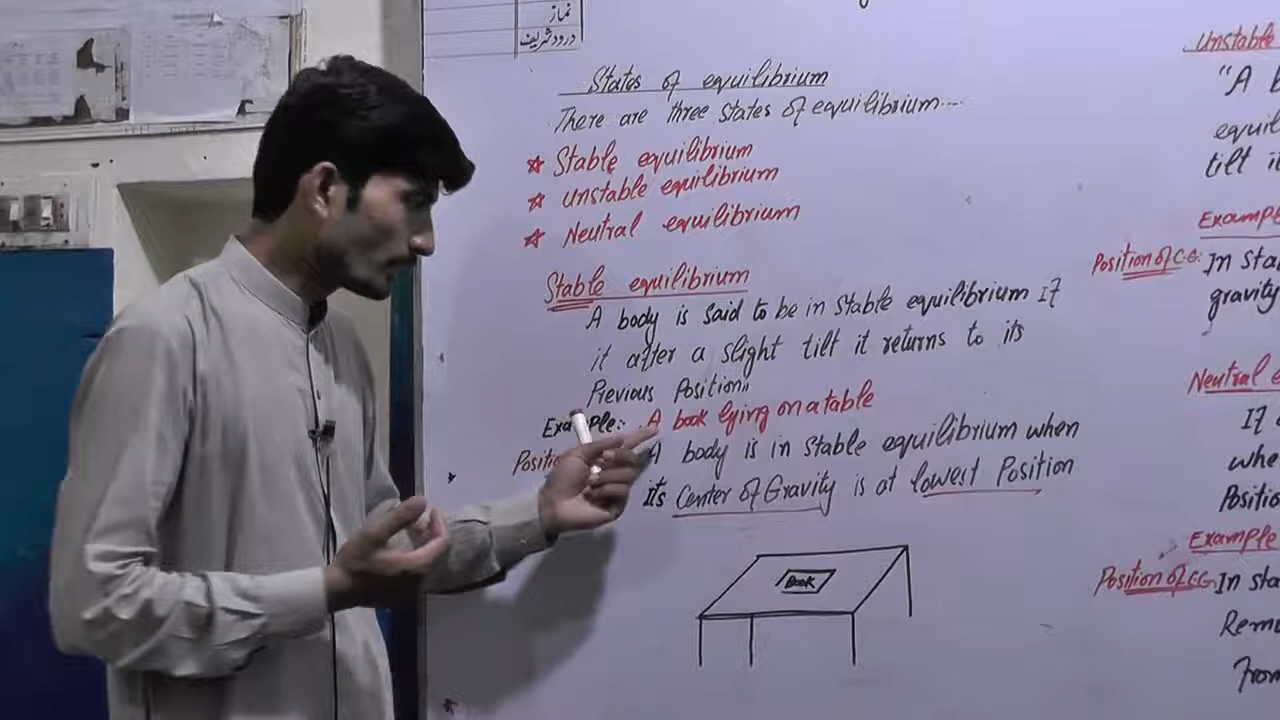 نماز
درود شریف
States of equilibrium
There are three states of equilibrium...
☆ Stable equilibrium
☆ Unstable equilibrium
☆ Neutral equilibrium
Stable equilibrium
A body is said to be in stable equilibrium If
it after a slight tilt it returns to its
Previous Position"
Example:- A book lying on a table
A body is in stable equilibrium when
Its Center of Gravity is at lowest Position
Book
Unstable
"A
equil
tilt i
Example
Position of C.G: In sta
gravity
Neutral e
If
whe
Positio
Example
Position of C.G. In sta
Remo
From